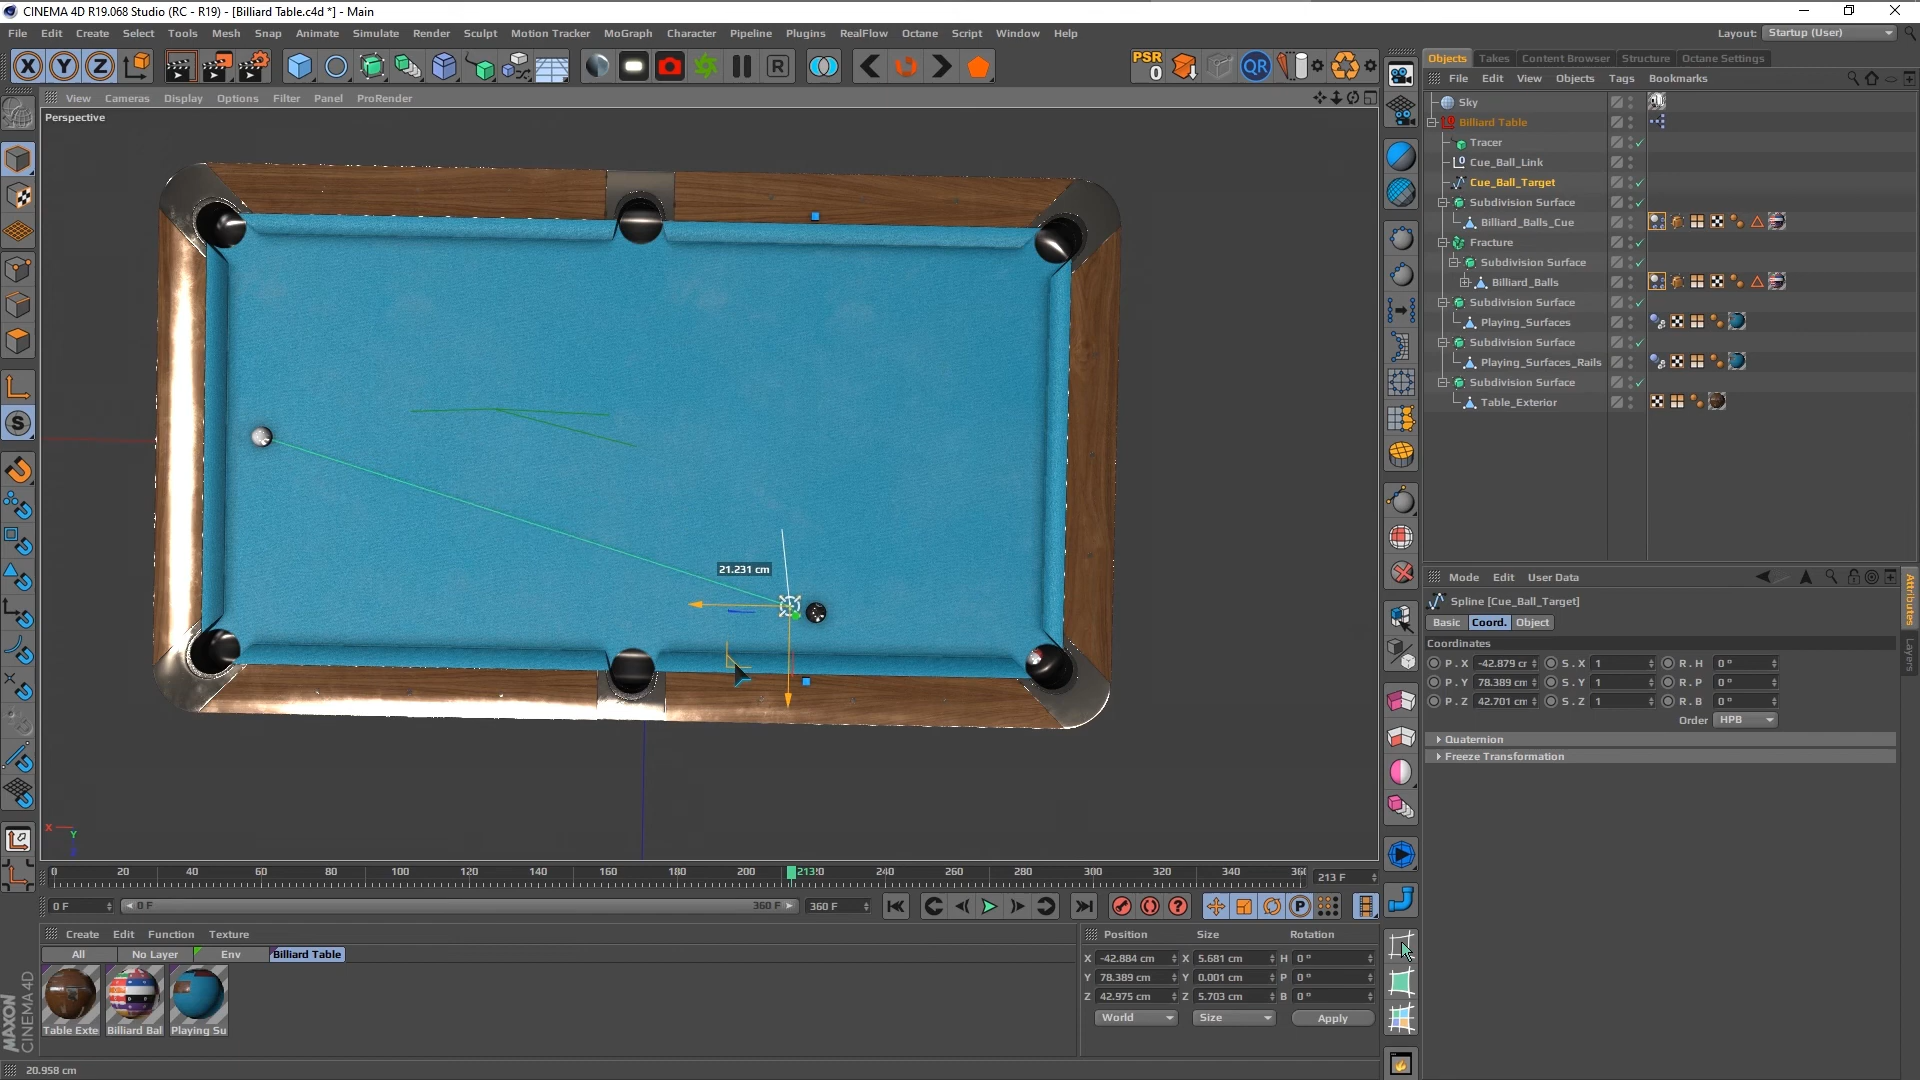 CINEMA 4D R19.068 Studio (RC - R19) - [Billiard Table.c4d *] - Main
File Edit Create Select Tools Mesh Snap Animate Simulate Render Sculpt Motion Tracker MoGraph Character Pipeline Plugins RealFlow Octane Script Window Help
Layout: Startup (User)
X Y Z R PSR 0 QR
Objects Takes Content Browser Structure Octane Settings
View Cameras Display Options Filter Panel ProRender
File Edit View Objects Tags Bookmarks
Perspective
Sky
Billiard Table
Tracer
Cue_Ball_Link
Cue_Ball_Target
Subdivision Surface
Billiard_Balls_Cue
Fracture
Subdivision Surface
Billiard_Balls
Subdivision Surface
Playing_Surfaces
Subdivision Surface
Playing_Surfaces_Rails
Subdivision Surface
Table_Exterior
21.231 cm
Mode Edit User Data
Spline [Cue_Ball_Target]
Basic Coord. Object
Coordinates
P . X -42.879 cr S . X 1 R . H 0 °
P . Y 78.389 cm S . Y 1 R . P 0 °
P . Z 42.701 cm S . Z 1 R . B 0 °
Order HPB
Quaternion
Freeze Transformation
Attributes
Layers
X Y
0 20 40 60 80 100 120 140 160 180 200 213 260 280 300 320 340 213 F
240
0 F 0 F 360 F 360 F
Create Edit Function Texture
All No Layer Env Billiard Table
Table Exte Billiard Bal Playing Su
Position Size Rotation
X -42.884 cm X 5.681 cm H 0 °
Y 78.389 cm Y 0.001 cm P 0 °
Z 42.975 cm Z 5.703 cm B 0 °
World Size Apply
MAXON
CINEMA 4D
20.958 cm